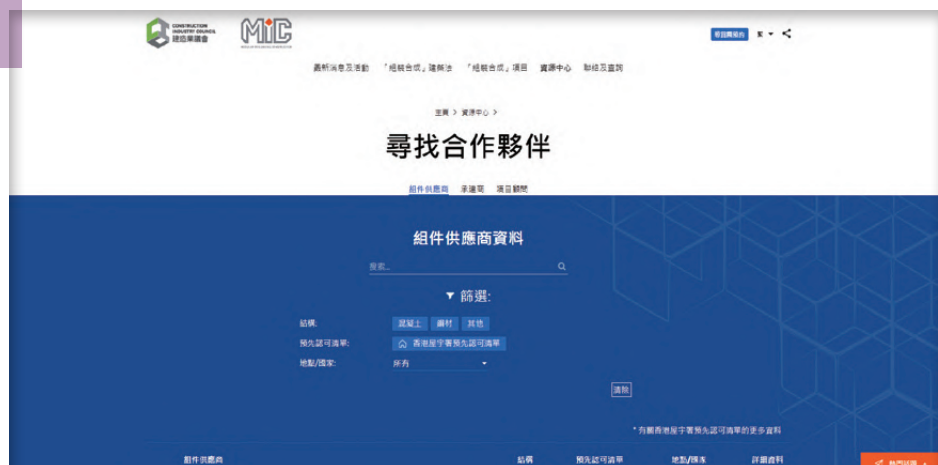 CONSTRUCTION
INDUSTRY COUNCIL
建造業議會
MiC
繁
最新消息及活動 「組裝合成」建築法 「組裝合成」項目 資源中心 聯絡及查詢
主頁 > 資源中心 >
尋找合作夥伴
組件供應商 承建商 項目顧問
組件供應商資料
搜索...
篩選:
結構: 混凝土 鋼材 其他
預先認可清單: 香港屋宇署預先認可清單
地點/國家: 所有
清除
* 有關香港屋宇署預先認可清單的更多資料
組件供應商 結構 預先認可清單 地點/國家 詳細資料